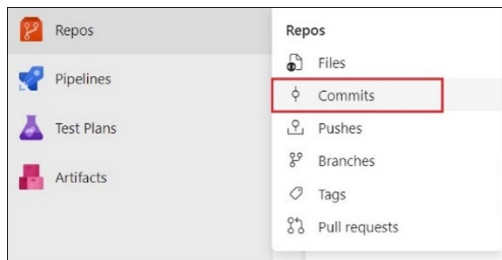 Repos
Pipelines
Test Plans
Artifacts
Repos
Files
Commits
Pushes
Branches
Tags
Pull requests